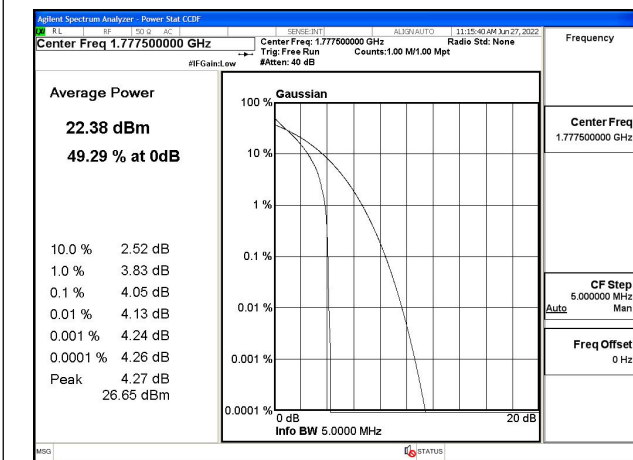 Agilent Spectrum Analyzer - Power Stat CCDF
RL RF 50 Ω AC SENSE:INT ALIGN AUTO 11:15:40 AM Jun 27, 2022
Center Freq 1.777500000 GHz
Center Freq: 1.777500000 GHz Radio Std: None
Trig: Free Run Counts:1.00 M/1.00 Mpt
#IFGain:Low #Atten: 40 dB
Frequency
Average Power
22.38 dBm
49.29 % at 0dB
10.0 % 2.52 dB
1.0 % 3.83 dB
0.1 % 4.05 dB
0.01 % 4.13 dB
0.001 % 4.24 dB
0.0001 % 4.26 dB
Peak 4.27 dB
26.65 dBm
Gaussian
100 %
10 %
1 %
0.1 %
0.01 %
0.001 %
0.0001 %
0 dB 20 dB
Info BW 5.0000 MHz
Center Freq
1.777500000 GHz
CF Step
5.000000 MHz
Auto Man
Freq Offset
0 Hz
MSG STATUS